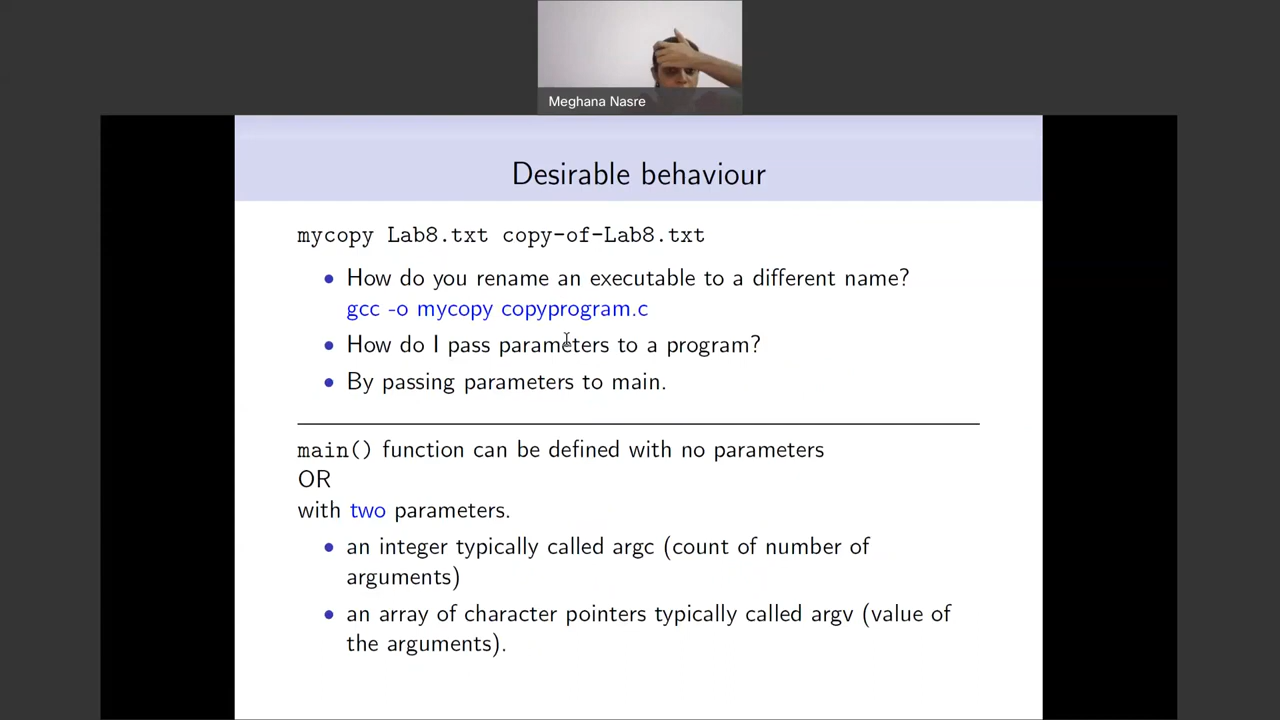 Meghana Nasre
Desirable behaviour
mycopy Lab8.txt copy-of-Lab8.txt
• How do you rename an executable to a different name?
gcc -o mycopy copyprogram.c
• How do I pass parameters to a program?
• By passing parameters to main.
main() function can be defined with no parameters
OR
with two parameters.
• an integer typically called argc (count of number of
arguments)
• an array of character pointers typically called argv (value of
the arguments).